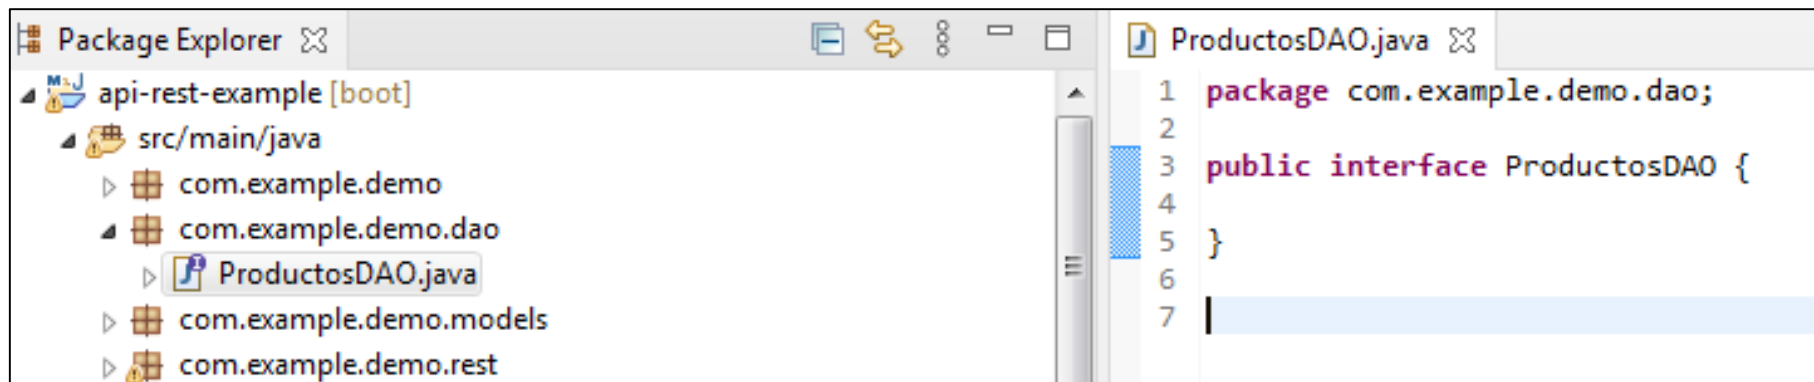 Package Explorer
api-rest-example [boot]
src/main/java
com.example.demo
com.example.demo.dao
ProductosDAO.java
com.example.demo.models
com.example.demo.rest
ProductosDAO.java
1 package com.example.demo.dao;
2
3 public interface ProductosDAO {
4
5 }
6
7